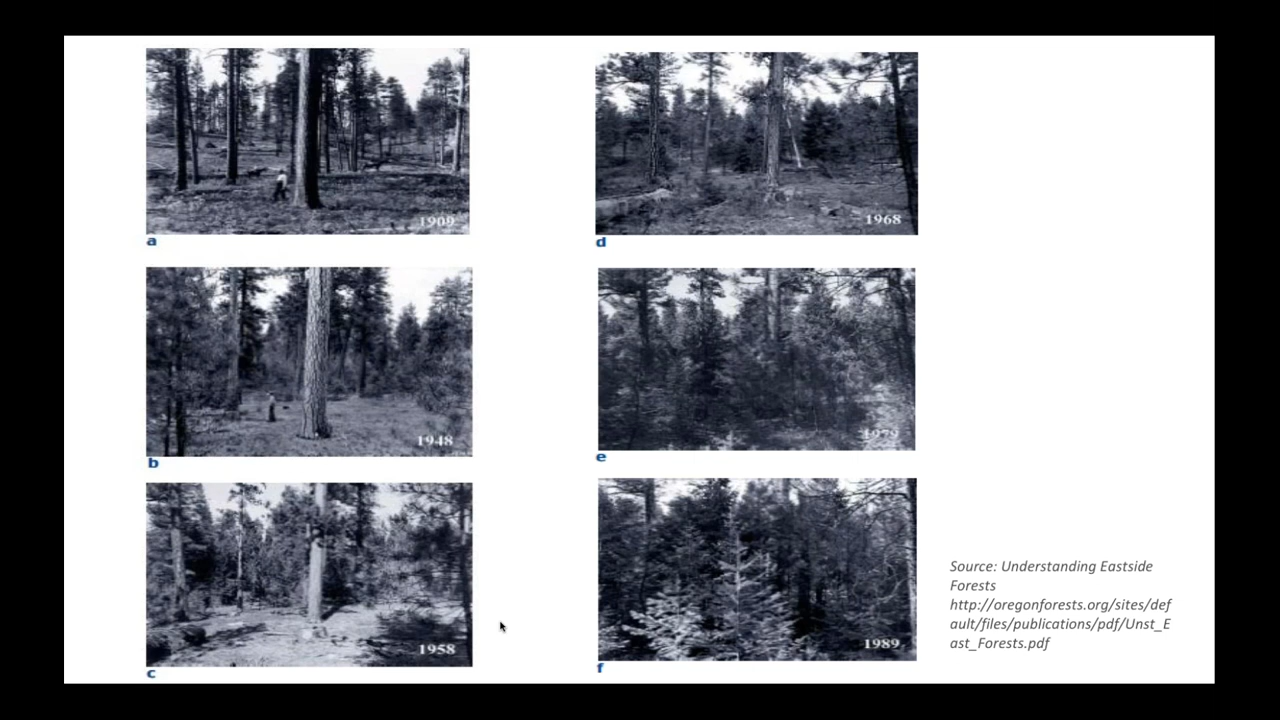 1909
a
1948
b
1958
c
1968
d
1979
e
1989
f
Source: Understanding Eastside
Forests
http://oregonforests.org/sites/def
ault/files/publications/pdf/Unst_E
ast_Forests.pdf